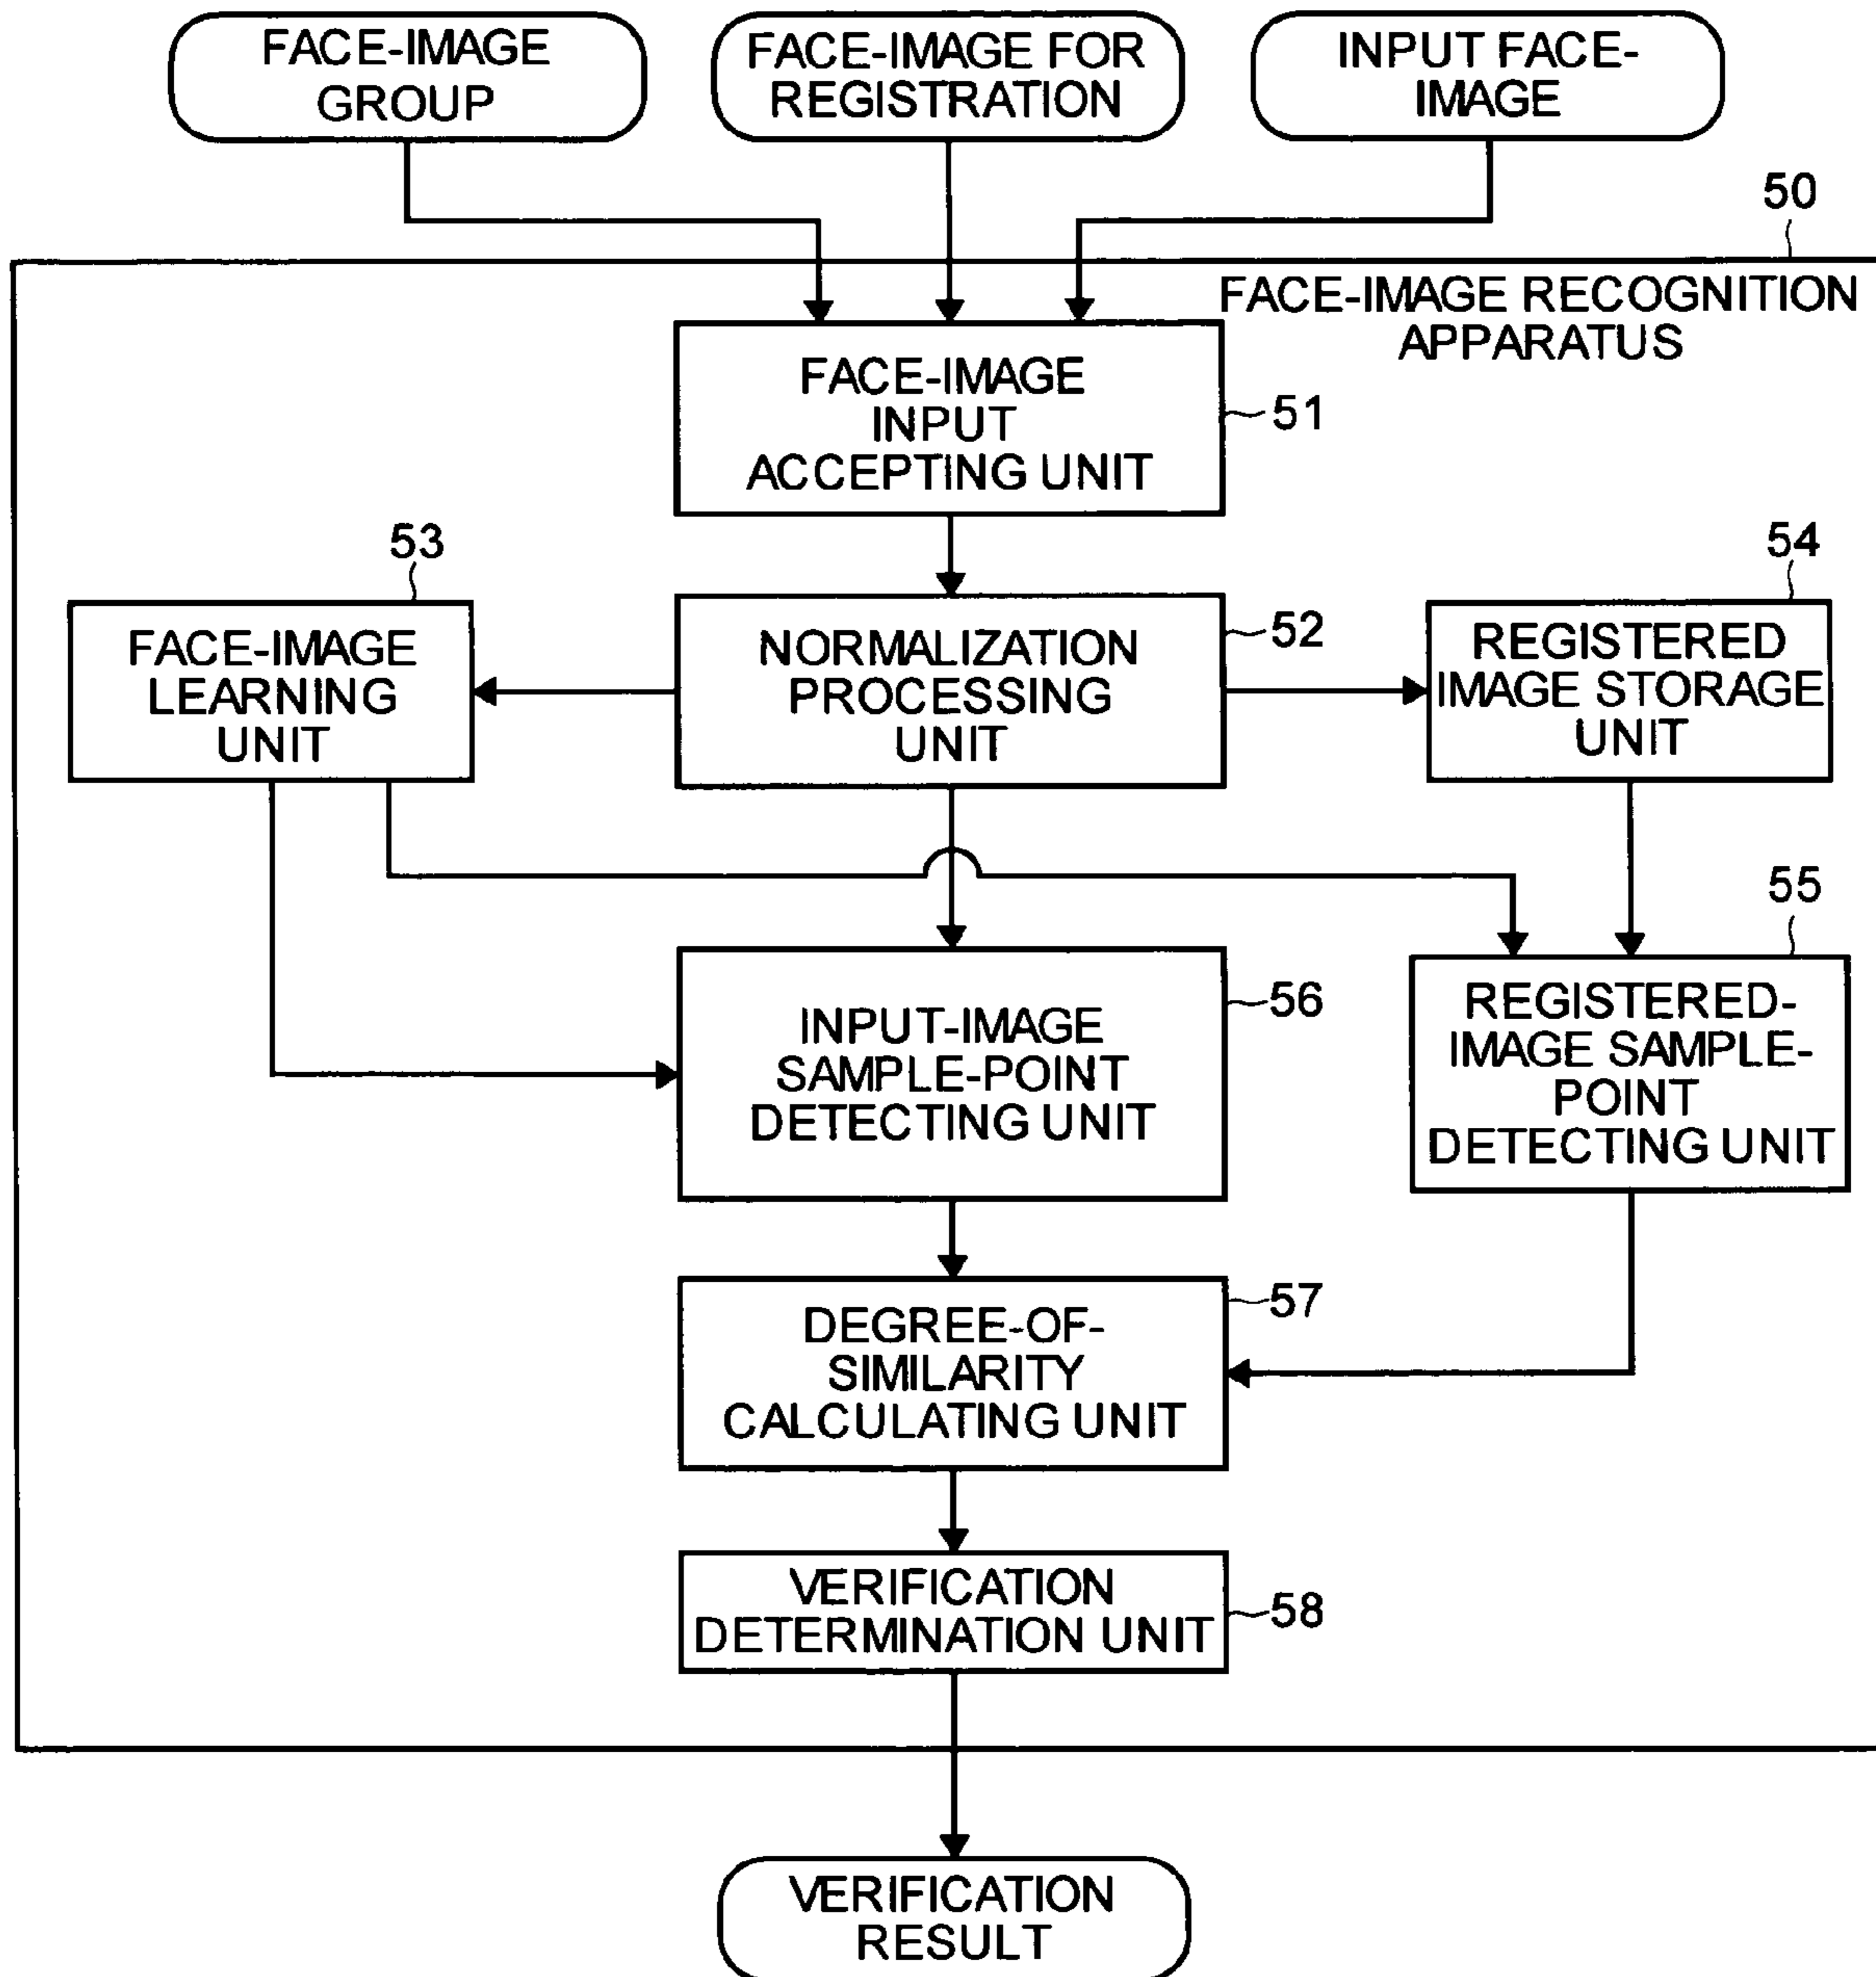 FACE-IMAGE
GROUP
FACE-IMAGE FOR
REGISTRATION
INPUT FACE-
IMAGE
50
FACE-IMAGE RECOGNITION
APPARATUS
FACE-IMAGE
INPUT
ACCEPTING UNIT
51
53
FACE-IMAGE
LEARNING
UNIT
NORMALIZATION
PROCESSING
UNIT
52
54
REGISTERED
IMAGE STORAGE
UNIT
55
INPUT-IMAGE
SAMPLE-POINT
DETECTING UNIT
56
REGISTERED-
IMAGE SAMPLE-
POINT
DETECTING UNIT
DEGREE-OF-
SIMILARITY
CALCULATING UNIT
57
VERIFICATION
DETERMINATION UNIT
58
VERIFICATION
RESULT